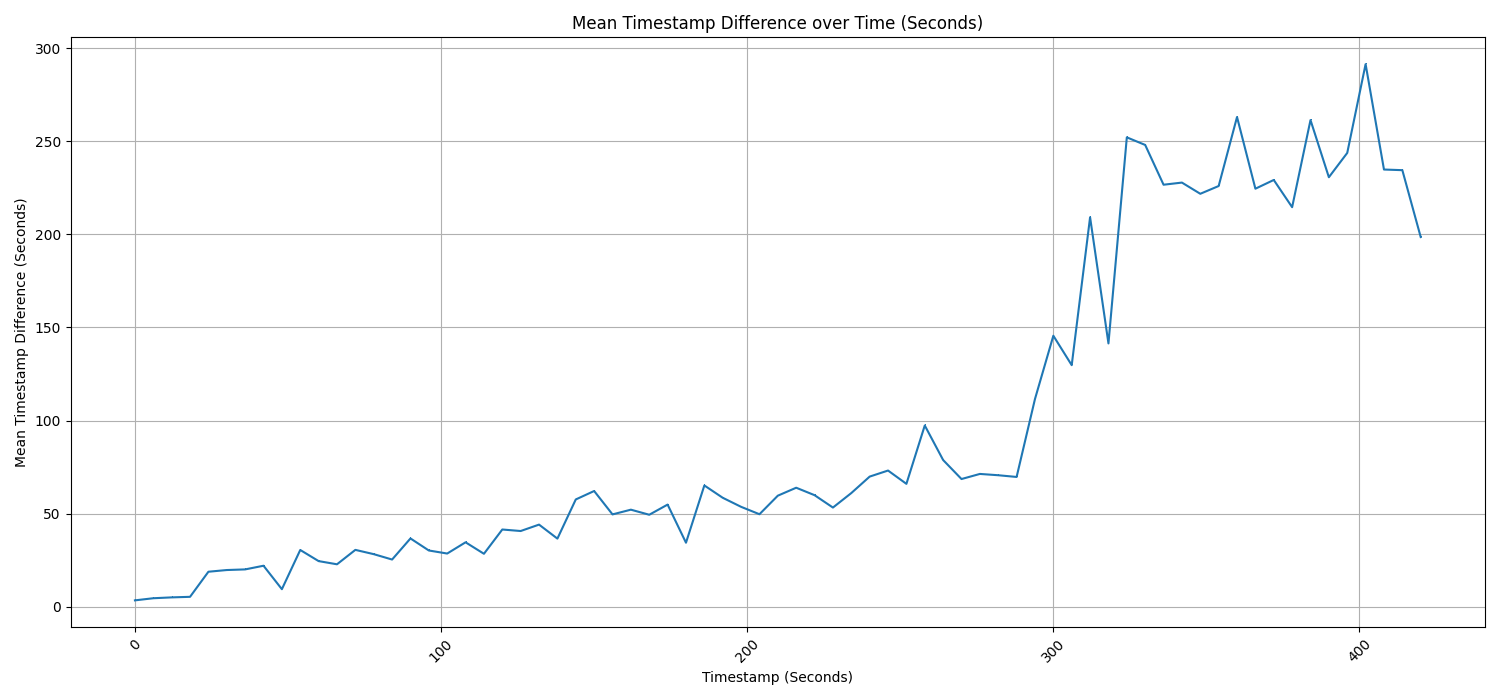 Mean Timestamp Difference over Time (Seconds)
300
250
200
150
100
50
0
Mean Timestamp Difference (Seconds)
0 100 200 300 400
Timestamp (Seconds)